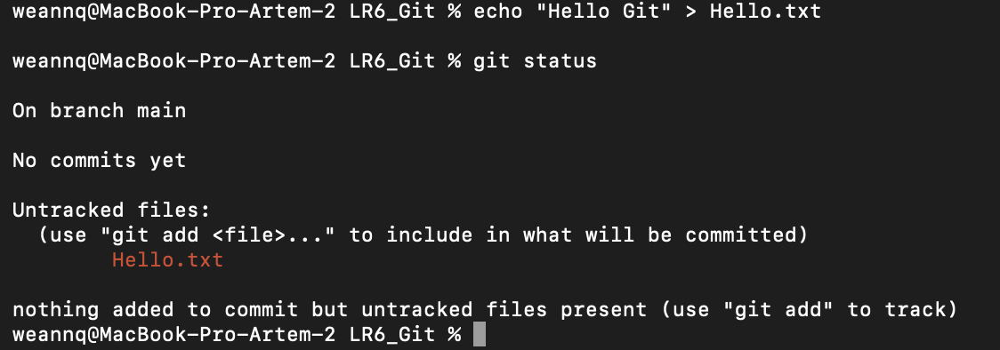 weannq@MacBook-Pro-Artem-2 LR6_Git % echo "Hello Git" > Hello.txt
weannq@MacBook-Pro-Artem-2 LR6_Git % git status
On branch main
No commits yet
Untracked files:
  (use "git add <file>..." to include in what will be committed)
        Hello.txt
nothing added to commit but untracked files present (use "git add" to track)
weannq@MacBook-Pro-Artem-2 LR6_Git %